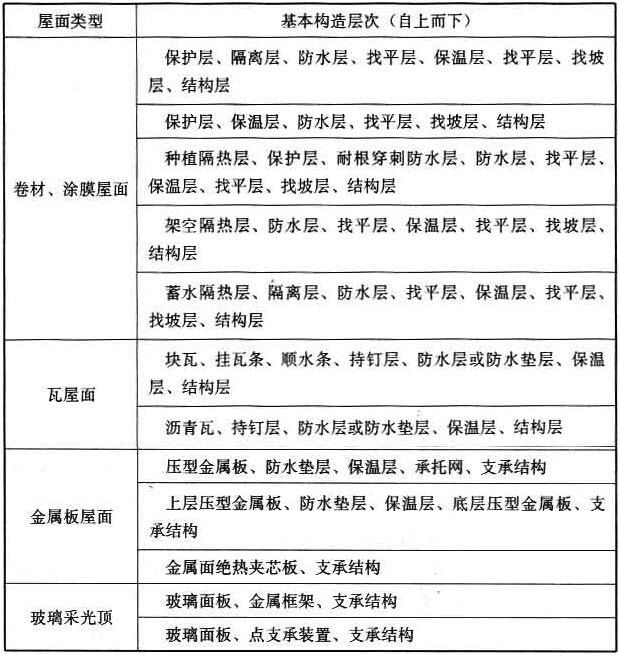 屋面类型
基本构造层次（自上而下）
卷材、涂膜屋面
保护层、隔离层、防水层、找平层、保温层、找平层、找坡
层、结构层
保护层、保温层、防水层、找平层、找坡层、结构层
种植隔热层、保护层、耐根穿刺防水层、防水层、找平层、
保温层、找平层、找坡层、结构层
架空隔热层、防水层、找平层、保温层、找平层、找坡层、
结构层
蓄水隔热层、隔离层、防水层、找平层、保温层、找平层、
找坡层、结构层
瓦屋面
块瓦、挂瓦条、顺水条、持钉层、防水层或防水垫层、保温
层、结构层
沥青瓦、持钉层、防水层或防水垫层、保温层、结构层
金属板屋面
压型金属板、防水垫层、保温层、承托网、支承结构
上层压型金属板、防水垫层、保温层、底层压型金属板、支
承结构
金属面绝热夹芯板、支承结构
玻璃采光顶
玻璃面板、金属框架、支承结构
玻璃面板、点支承装置、支承结构